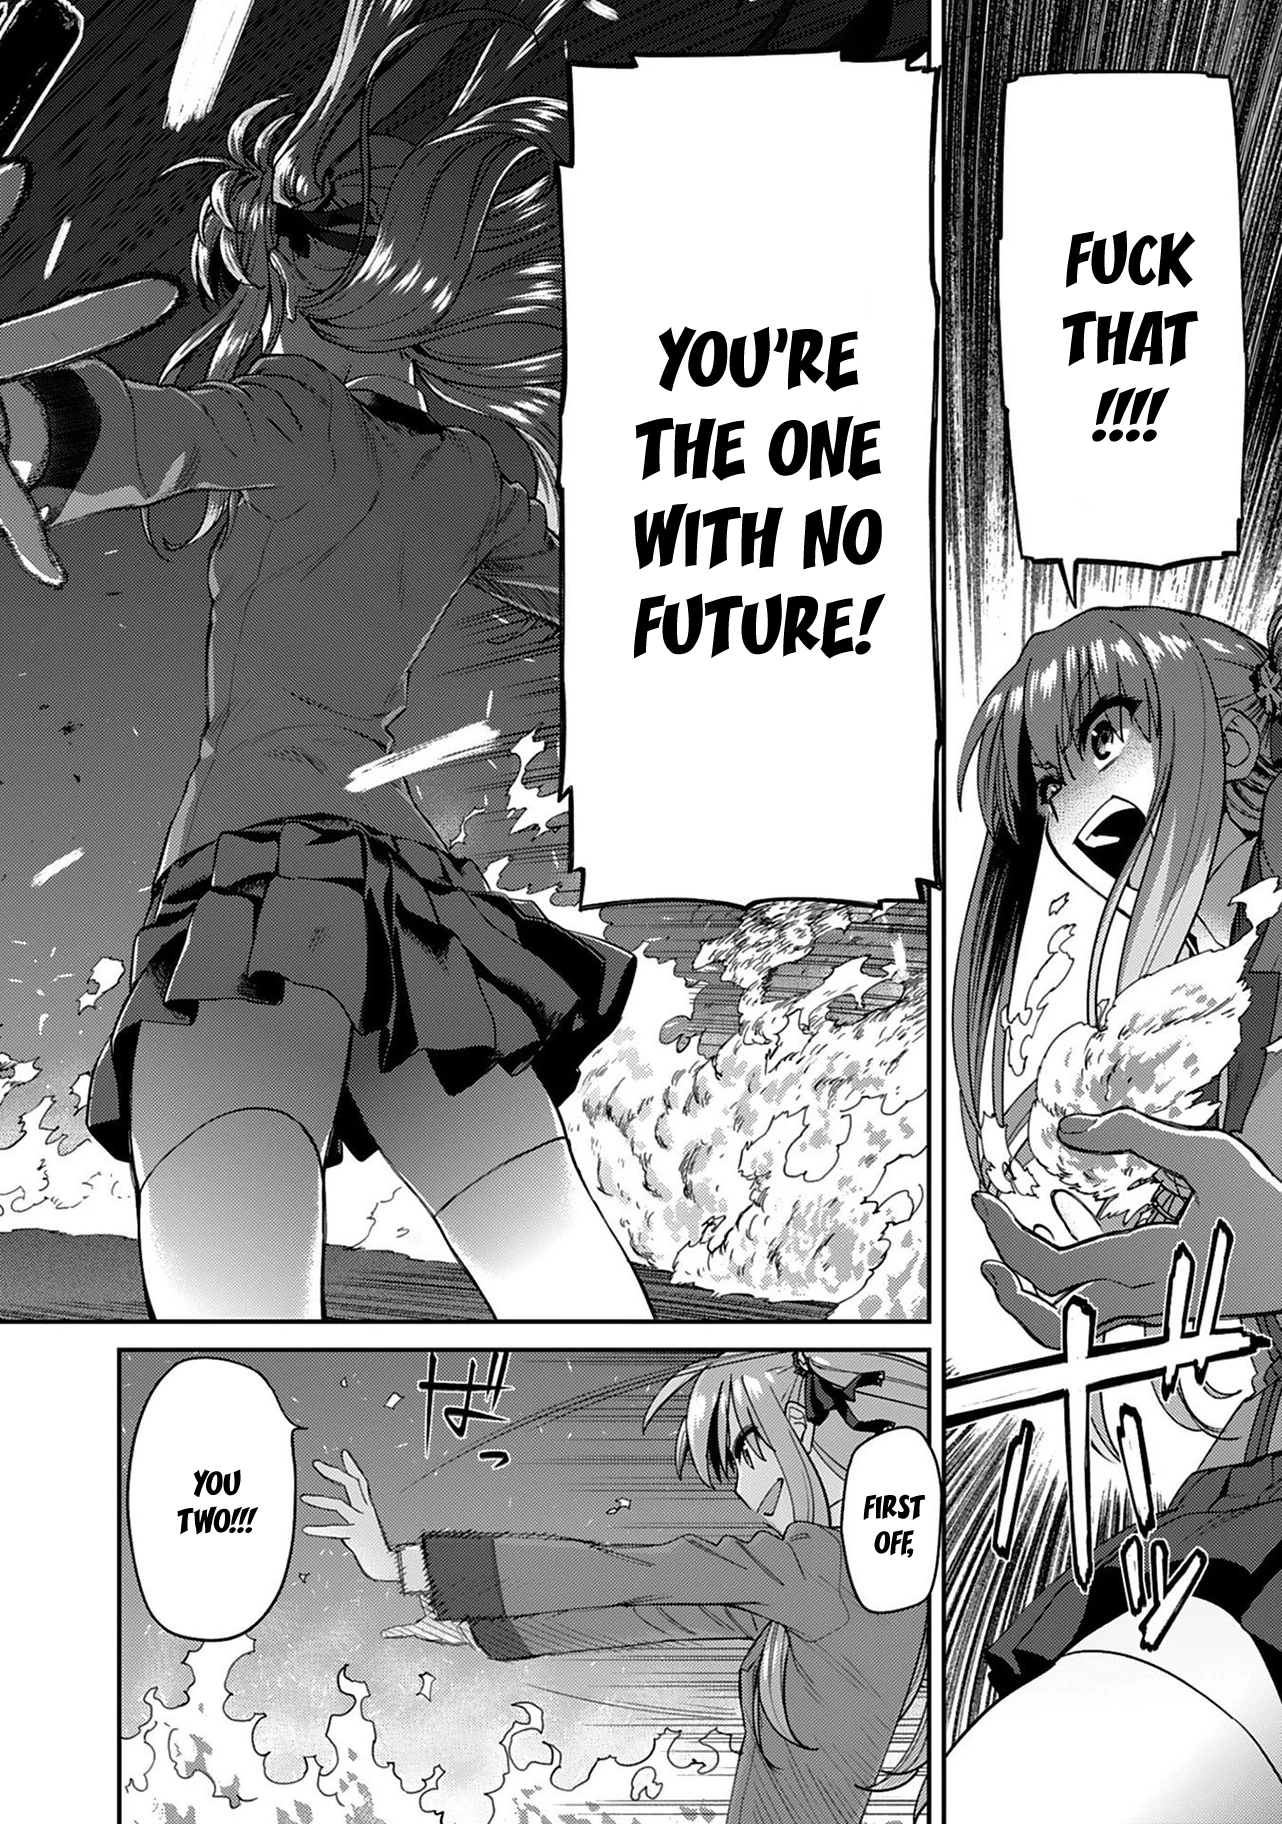 FUCK
THAT
!!!!
YOU'RE
THE ONE
WITH NO
FUTURE!
FIRST
OFF,
YOU
TWO!!!